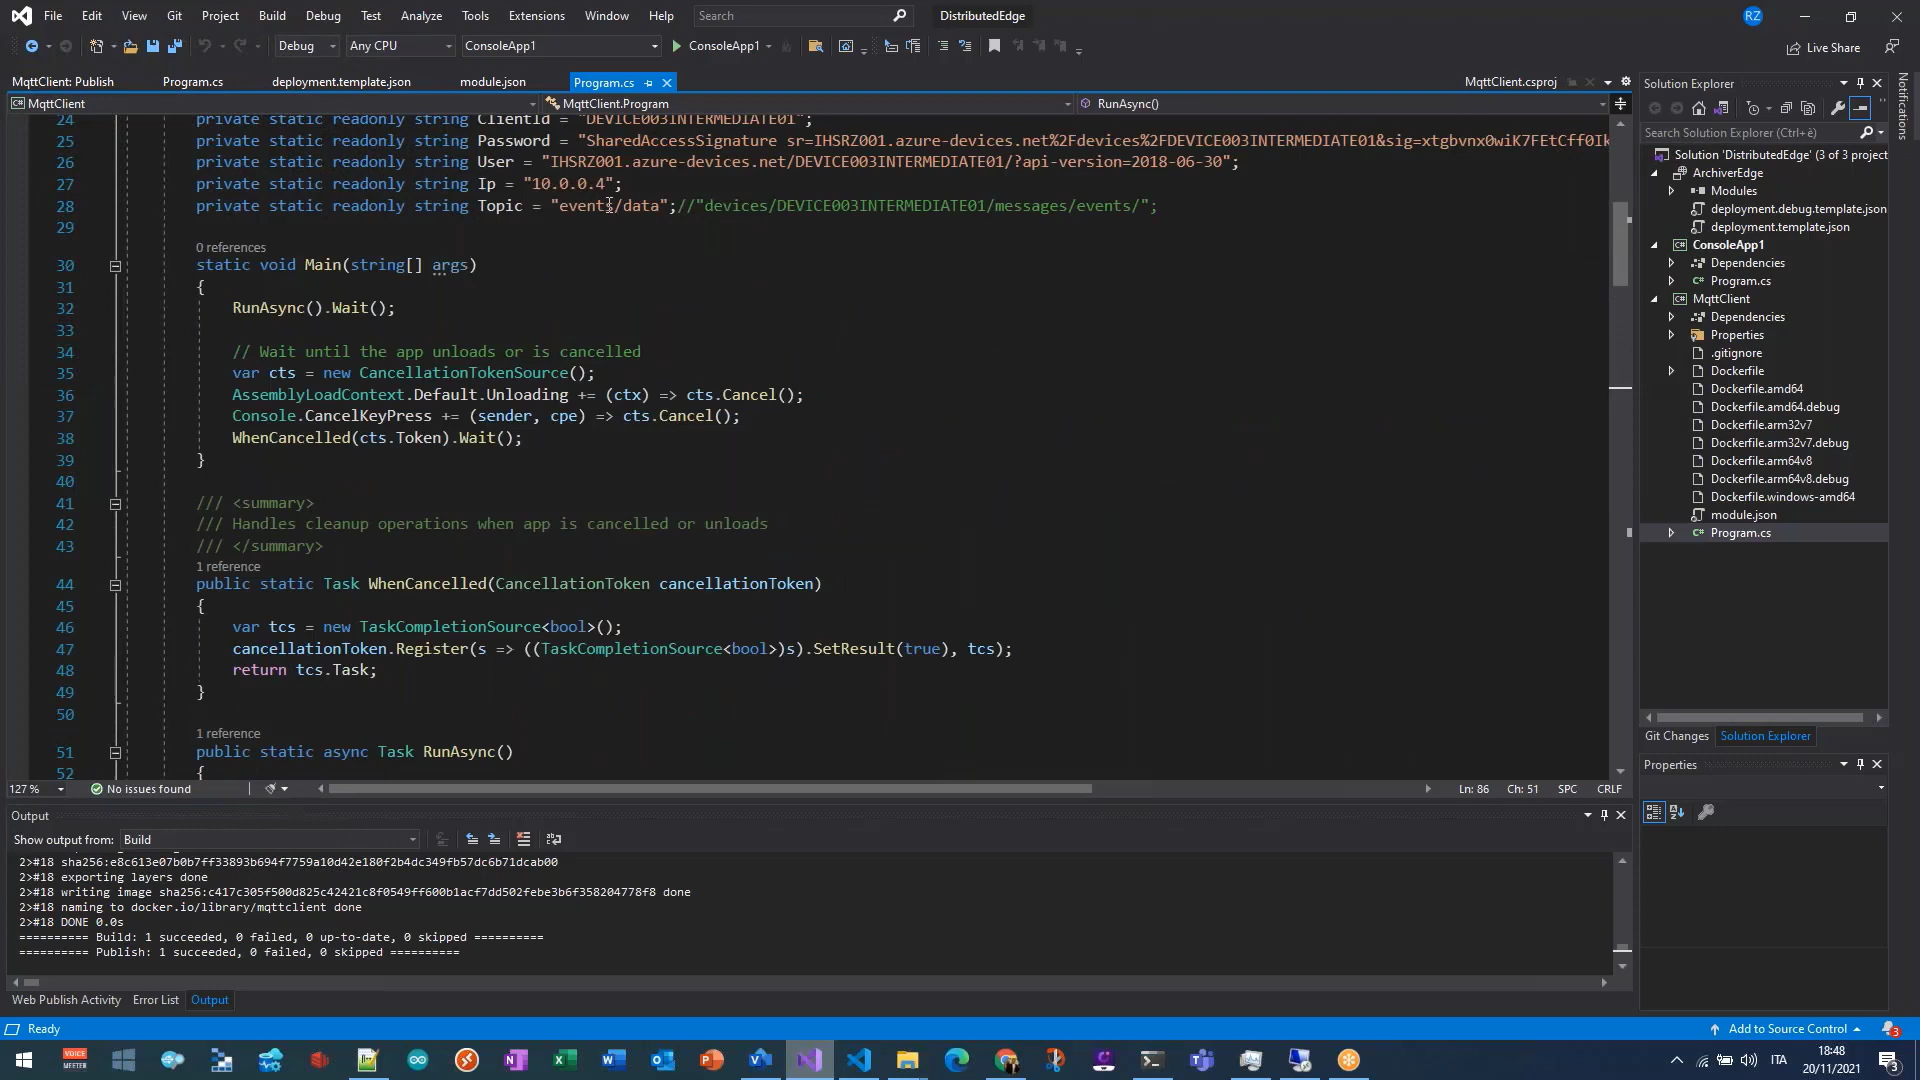 File Edit View Git Project Build Debug Test Analyze Tools Extensions Window Help Search DistributedEdge RZ
Debug Any CPU ConsoleApp1 ConsoleApp1 Live Share
MqttClient: Publish Program.cs deployment.template.json module.json Program.cs MqttClient.csproj
MqttClient MqttClient.Program RunAsync()
24 private static readonly string ClientId = "DEVICE003INTERMEDIATE01";
25 private static readonly string Password = "SharedAccessSignature sr=IHSRZ001.azure-devices.net%2Fdevices%2FDEVICE003INTERMEDIATE01&sig=xtgbvnx0wiK7FEtCff0Ik
26 private static readonly string User = "IHSRZ001.azure-devices.net/DEVICE003INTERMEDIATE01/?api-version=2018-06-30";
27 private static readonly string Ip = "10.0.0.4";
28 private static readonly string Topic = "events/data";//"devices/DEVICE003INTERMEDIATE01/messages/events/";
29
0 references
30 static void Main(string[] args)
31 {
32 RunAsync().Wait();
33
34 // Wait until the app unloads or is cancelled
35 var cts = new CancellationTokenSource();
36 AssemblyLoadContext.Default.Unloading += (ctx) => cts.Cancel();
37 Console.CancelKeyPress += (sender, cpe) => cts.Cancel();
38 WhenCancelled(cts.Token).Wait();
39 }
40
41 /// <summary>
42 /// Handles cleanup operations when app is cancelled or unloads
43 /// </summary>
1 reference
44 public static Task WhenCancelled(CancellationToken cancellationToken)
45 {
46 var tcs = new TaskCompletionSource<bool>();
47 cancellationToken.Register(s => ((TaskCompletionSource<bool>)s).SetResult(true), tcs);
48 return tcs.Task;
49 }
50
1 reference
51 public static async Task RunAsync()
52 {
127 % No issues found Ln: 86 Ch: 51 SPC CRLF
Output
Show output from: Build
2>#18 sha256:e8c613e07b0b7ff33893b694f7759a10d42e180f2b4dc349fb57dc6b71dcab00
2>#18 exporting layers done
2>#18 writing image sha256:c417c305f500d825c42421c8f0549ff600b1acf7dd502febe3b6f358204778f8 done
2>#18 naming to docker.io/library/mqttclient done
2>#18 DONE 0.0s
========== Build: 1 succeeded, 0 failed, 0 up-to-date, 0 skipped ==========
========== Publish: 1 succeeded, 0 failed, 0 skipped ==========
Web Publish Activity Error List Output
Solution Explorer
Search Solution Explorer (Ctrl+è)
Solution 'DistributedEdge' (3 of 3 project
ArchiverEdge
Modules
deployment.debug.template.json
deployment.template.json
ConsoleApp1
Dependencies
Program.cs
MqttClient
Dependencies
Properties
.gitignore
Dockerfile
Dockerfile.amd64
Dockerfile.amd64.debug
Dockerfile.arm32v7
Dockerfile.arm32v7.debug
Dockerfile.arm64v8
Dockerfile.arm64v8.debug
Dockerfile.windows-amd64
module.json
Program.cs
Git Changes Solution Explorer
Properties
Notifications
Ready Add to Source Control 3
VOICE MEETER ITA 18:48
20/11/2021 3